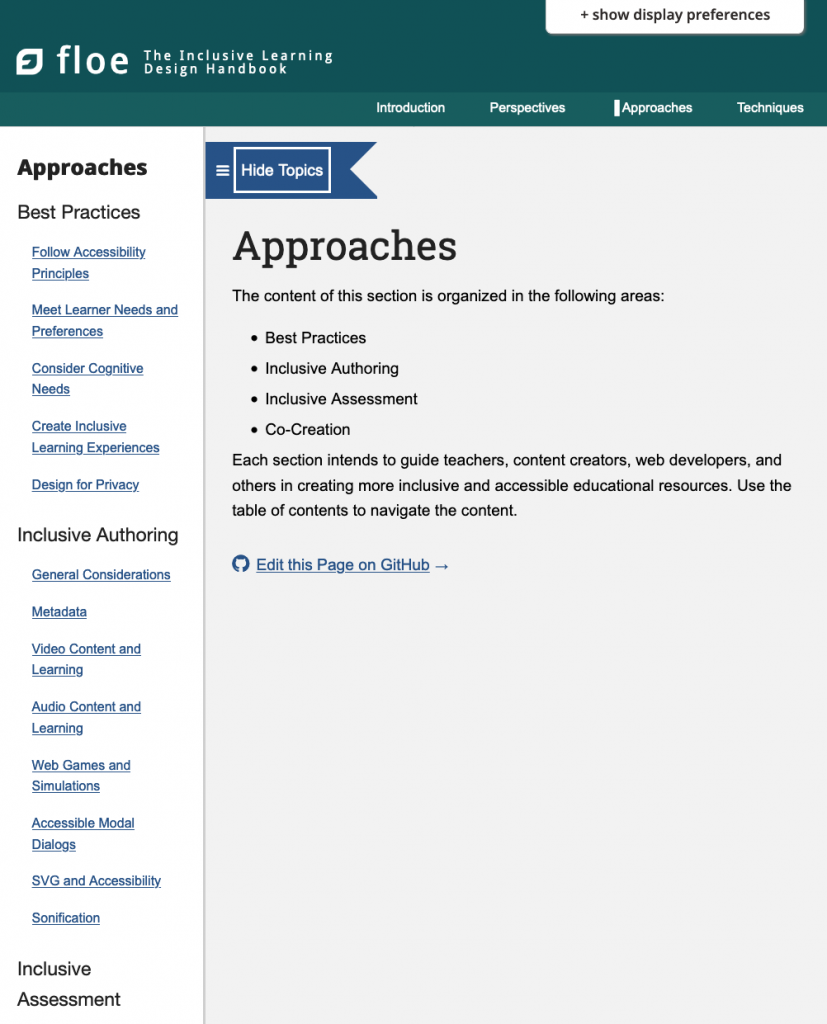 + show display preferences
floe
The Inclusive Learning
Design Handbook
Introduction
Perspectives
Approaches
Techniques
Approaches
Best Practices
Follow Accessibility
Principles
Meet Learner Needs and
Preferences
Consider Cognitive
Needs
Create Inclusive
Learning Experiences
Design for Privacy
Inclusive Authoring
General Considerations
Metadata
Video Content and
Learning
Audio Content and
Learning
Web Games and
Simulations
Accessible Modal
Dialogs
SVG and Accessibility
Sonification
Inclusive
Assessment
Hide Topics
Approaches
The content of this section is organized in the following areas:
• Best Practices
• Inclusive Authoring
• Inclusive Assessment
• Co-Creation
Each section intends to guide teachers, content creators, web developers, and
others in creating more inclusive and accessible educational resources. Use the
table of contents to navigate the content.
Edit this Page on GitHub →